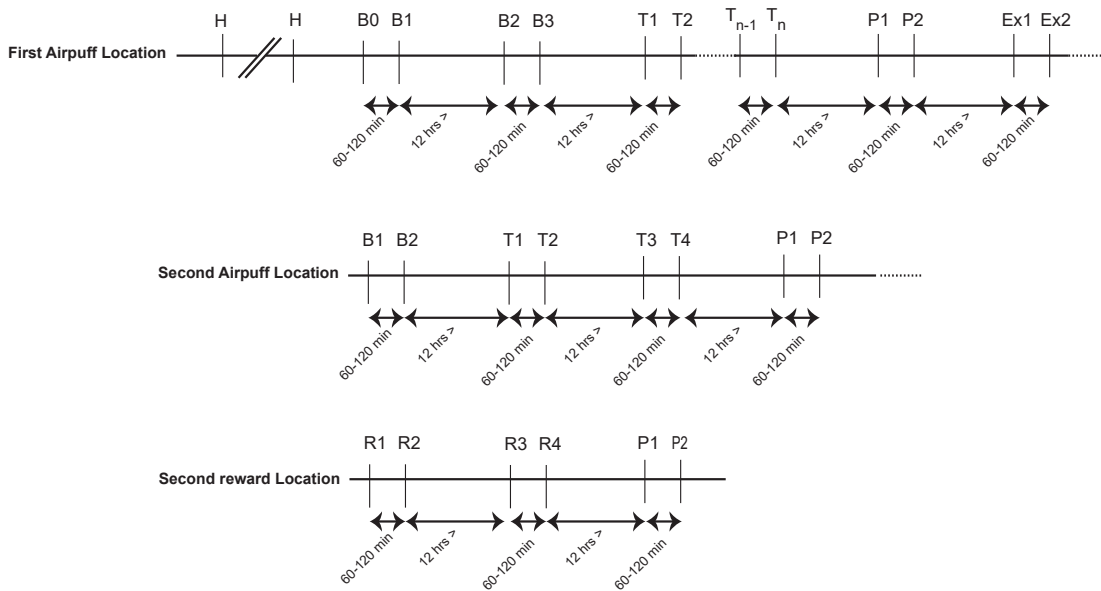 H H B0 B1 B2 B3 T1 T2 Tn-1 Tn P1 P2 Ex1 Ex2
First Airpuff Location
60-120 min 12 hrs > 60-120 min 12 hrs > 60-120 min 60-120 min 12 hrs > 60-120 min 12 hrs > 60-120 min
B1 B2 T1 T2 T3 T4 P1 P2
Second Airpuff Location
60-120 min 12 hrs > 60-120 min 12 hrs > 60-120 min 12 hrs > 60-120 min
R1 R2 R3 R4 P1 P2
Second reward Location
60-120 min 12 hrs > 60-120 min 12 hrs > 60-120 min